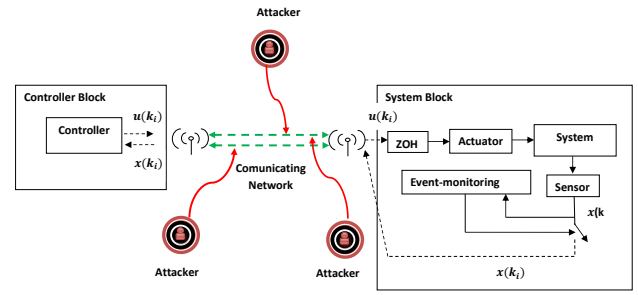 Attacker
Controller Block
Controller
u(k_i)
x(k_i)
Comunicating
Network
Attacker
Attacker
System Block
u(k_i)
ZOH
Actuator
System
Event-monitoring
Sensor
x(k
x(k_i)